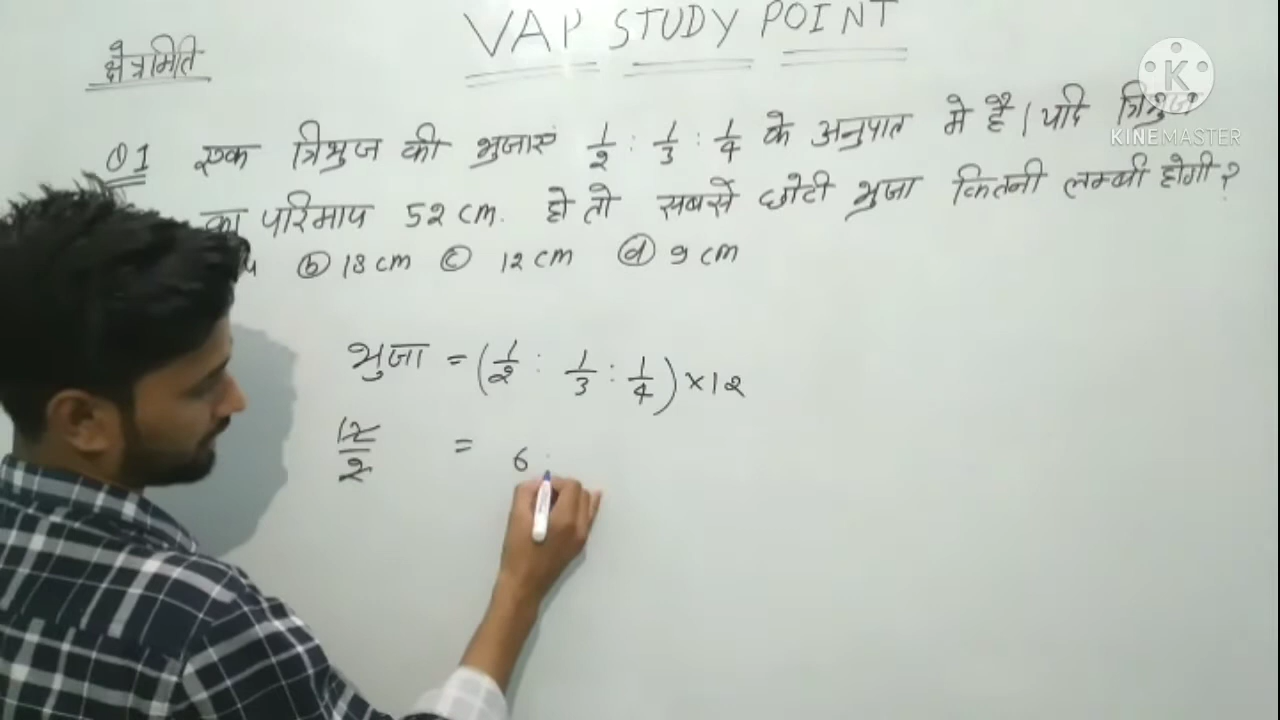 VAP STUDY POINT
क्षेत्रमिति
K
KINEMASTER
Q1 एक त्रिभुज की भुजाए 1/2 : 1/3 : 1/4 के अनुपात मे है। यदि त्रिभुज
का परिमाप 52 cm. हो तो सबसे छोटी भुजा कितनी लम्बी होगी?
(b) 18 cm (c) 12 cm (d) 9 cm
भुजा = (1/2 : 1/3 : 1/4) × 12
12/2 = 6 :